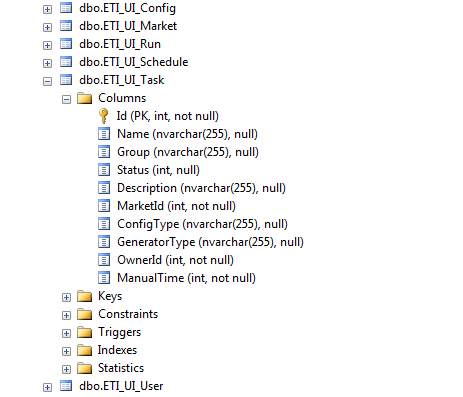 dbo.ETI_UI_Config
dbo.ETI_UI_Market
dbo.ETI_UI_Run
dbo.ETI_UI_Schedule
dbo.ETI_UI_Task
Columns
Id (PK, int, not null)
Name (nvarchar(255), null)
Group (nvarchar(255), null)
Status (int, null)
Description (nvarchar(255), null)
MarketId (int, not null)
ConfigType (nvarchar(255), null)
GeneratorType (nvarchar(255), null)
OwnerId (int, not null)
ManualTime (int, not null)
Keys
Constraints
Triggers
Indexes
Statistics
dbo.ETI_UI_User